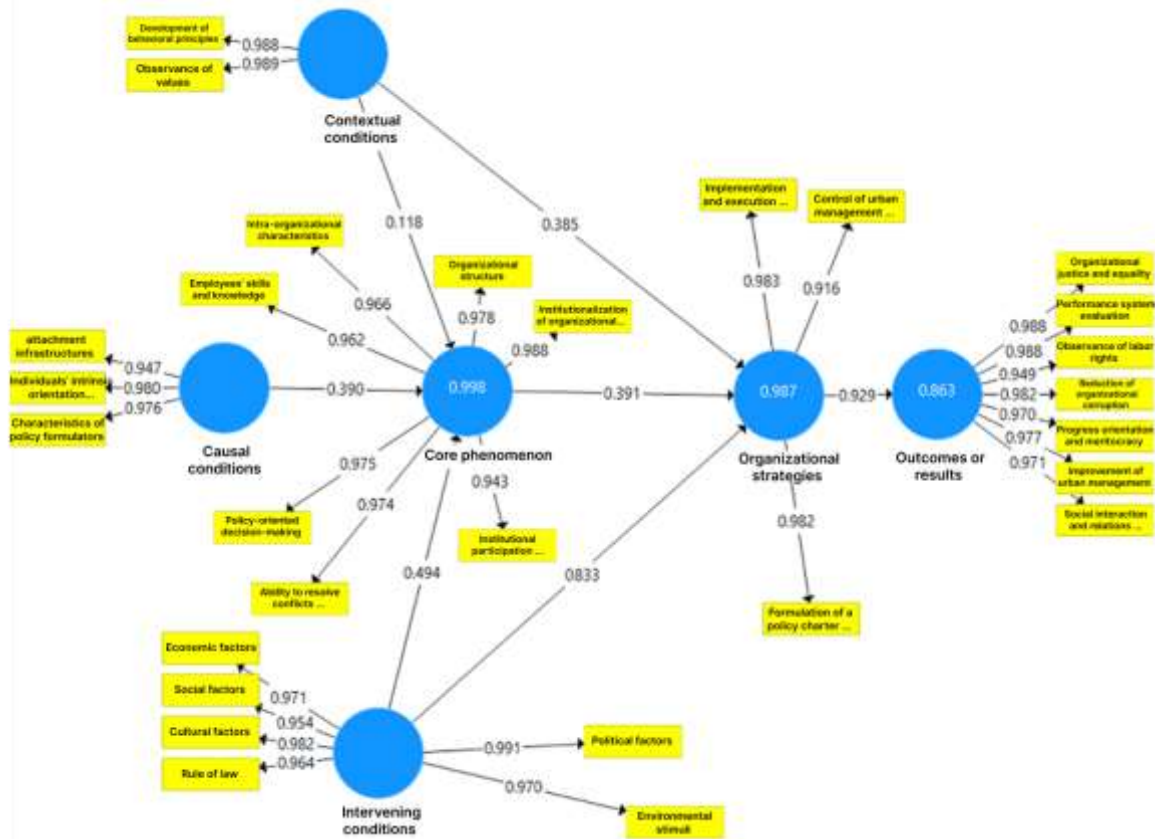 Development of
behavioral principles
0.988
Observance of
values
0.989
Contextual
conditions
0.118
0.385
Implementation
and execution ...
Control of urban
management ...
0.983
0.916
Intra-organizational
characteristics
0.966
Employees' skills
and knowledge
0.962
Organizational
structure
0.978
Institutionalization
of organizational...
0.988
attachment
infrastructures
0.947
Individuals' intrinsi
orientation...
0.980
Characteristics of
policy formulators
0.976
Causal
conditions
0.390
0.998
Core phenomenon
0.391
0.987
Organizational
strategies
0.929
0.863
Outcomes or
results
Organizational
justice and equality
0.988
Performance system
evaluation
0.988
Observance of labor
rights
0.949
Reduction of
organizational
corruption
0.982
Progress orientation
and meritocracy
0.970
Improvement of
urban management
0.977
Social interaction
and relations ...
0.971
0.975
Policy-oriented
decision-making
0.974
Ability to resolve
conflicts ...
0.943
Institutional
participation ...
0.494
0833
0.982
Formulation of a
policy charter ...
Economic factors
0.971
Social factors
0.954
Cultural factors
0.982
Rule of law
0.964
Intervening
conditions
0.991
Political factors
0.970
Environmental
stimuli